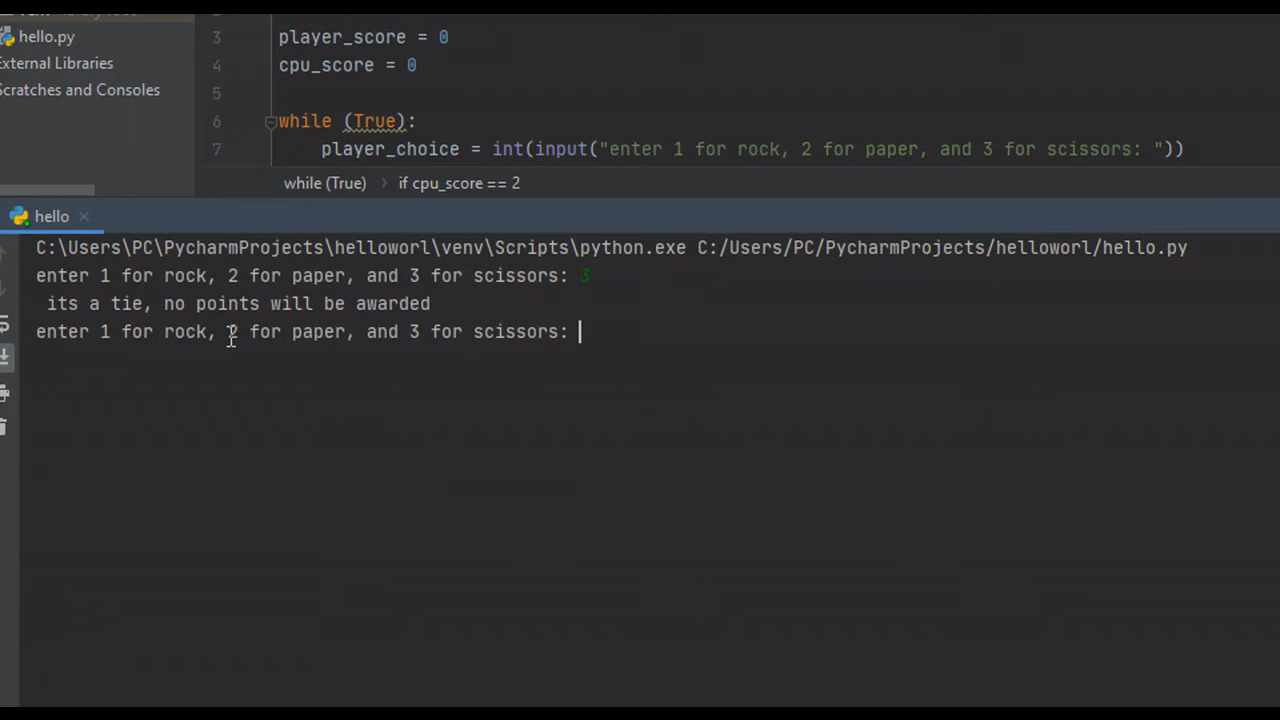 hello.py
External Libraries
Scratches and Consoles
3 player_score = 0
4 cpu_score = 0
5
6 while (True):
7 player_choice = int(input("enter 1 for rock, 2 for paper, and 3 for scissors: "))
while (True) › if cpu_score == 2
hello ×
C:\Users\PC\PycharmProjects\helloworl\venv\Scripts\python.exe C:/Users/PC/PycharmProjects/helloworl/hello.py
enter 1 for rock, 2 for paper, and 3 for scissors: 3
its a tie, no points will be awarded
enter 1 for rock, 2 for paper, and 3 for scissors: